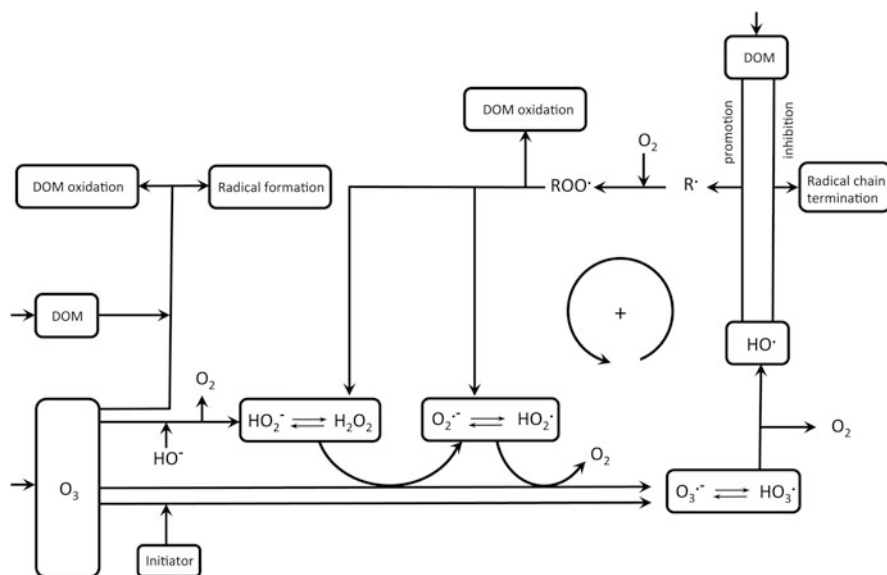 DOM
DOM oxidation
promotion
inhibition
O₂
DOM oxidation
Radical formation
ROO·
R·
Radical chain
termination
+
DOM
HO·
O₂
HO₂⁻ ⇌ H₂O₂
O₂·⁻ ⇌ HO₂·
O₂
HO⁻
O₂
O₃
O₃·⁻ ⇌ HO₃·
Initiator